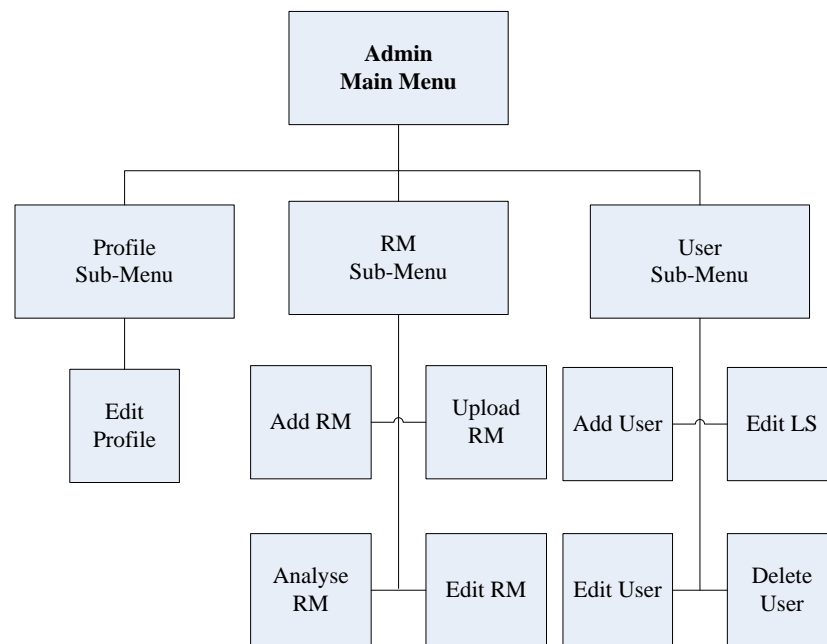 Admin
Main Menu
Profile
Sub-Menu
RM
Sub-Menu
User
Sub-Menu
Edit
Profile
Add RM
Upload
RM
Add User
Edit LS
Analyse
RM
Edit RM
Edit User
Delete
User